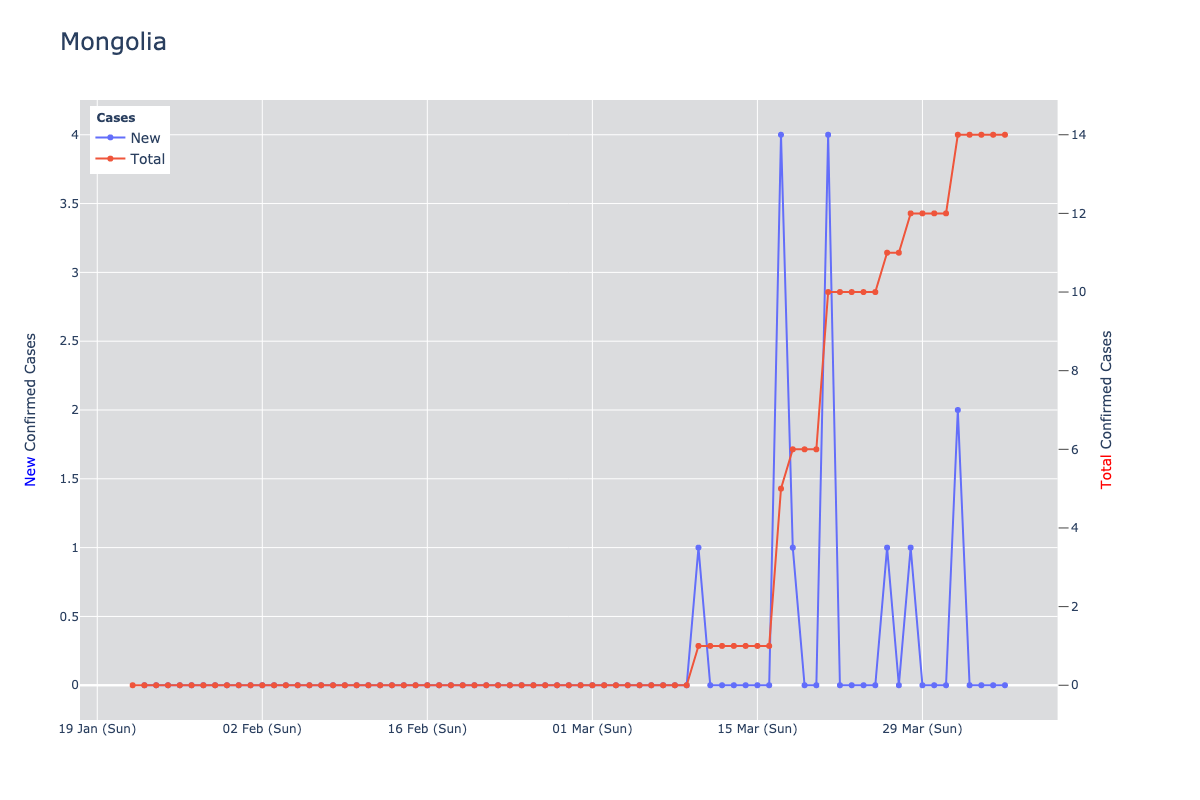 Mongolia
Cases
New
Total
4
3.5
3
2.5
2
1.5
1
0.5
0
14
12
10
8
6
4
2
0
New Confirmed Cases
Total Confirmed Cases
19 Jan (Sun)
02 Feb (Sun)
16 Feb (Sun)
01 Mar (Sun)
15 Mar (Sun)
29 Mar (Sun)